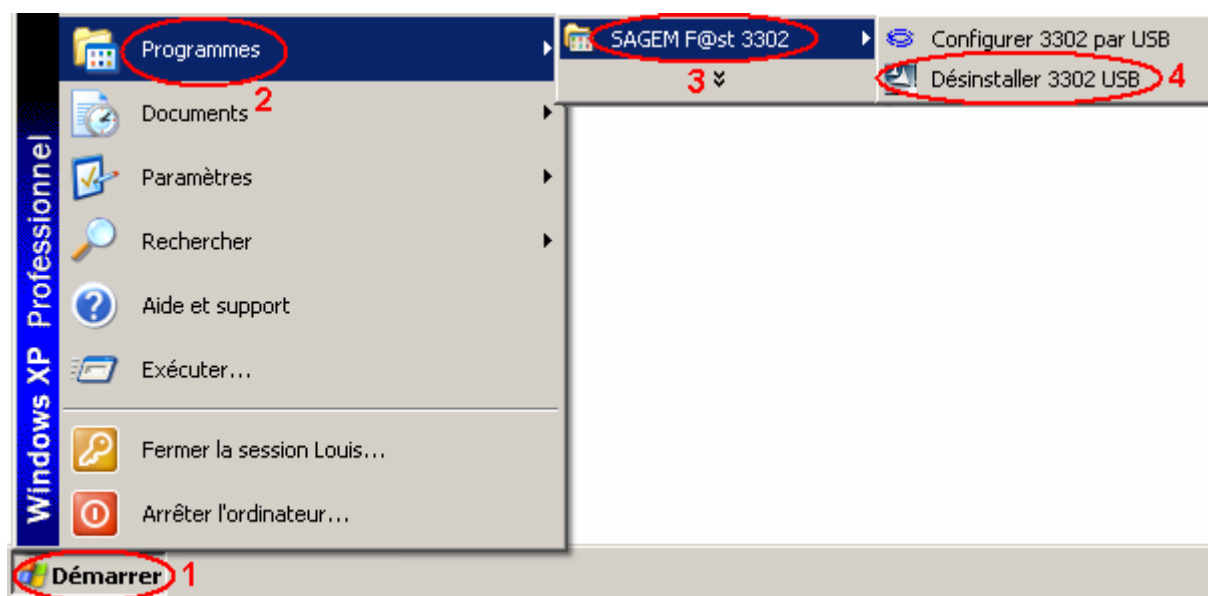 Programmes
2
SAGEM F@st 3302
3
Configurer 3302 par USB
Désinstaller 3302 USB
4
Documents
Paramètres
Rechercher
Aide et support
Exécuter...
Fermer la session Louis...
Arrêter l'ordinateur...
Windows XP Professionnel
Démarrer
1